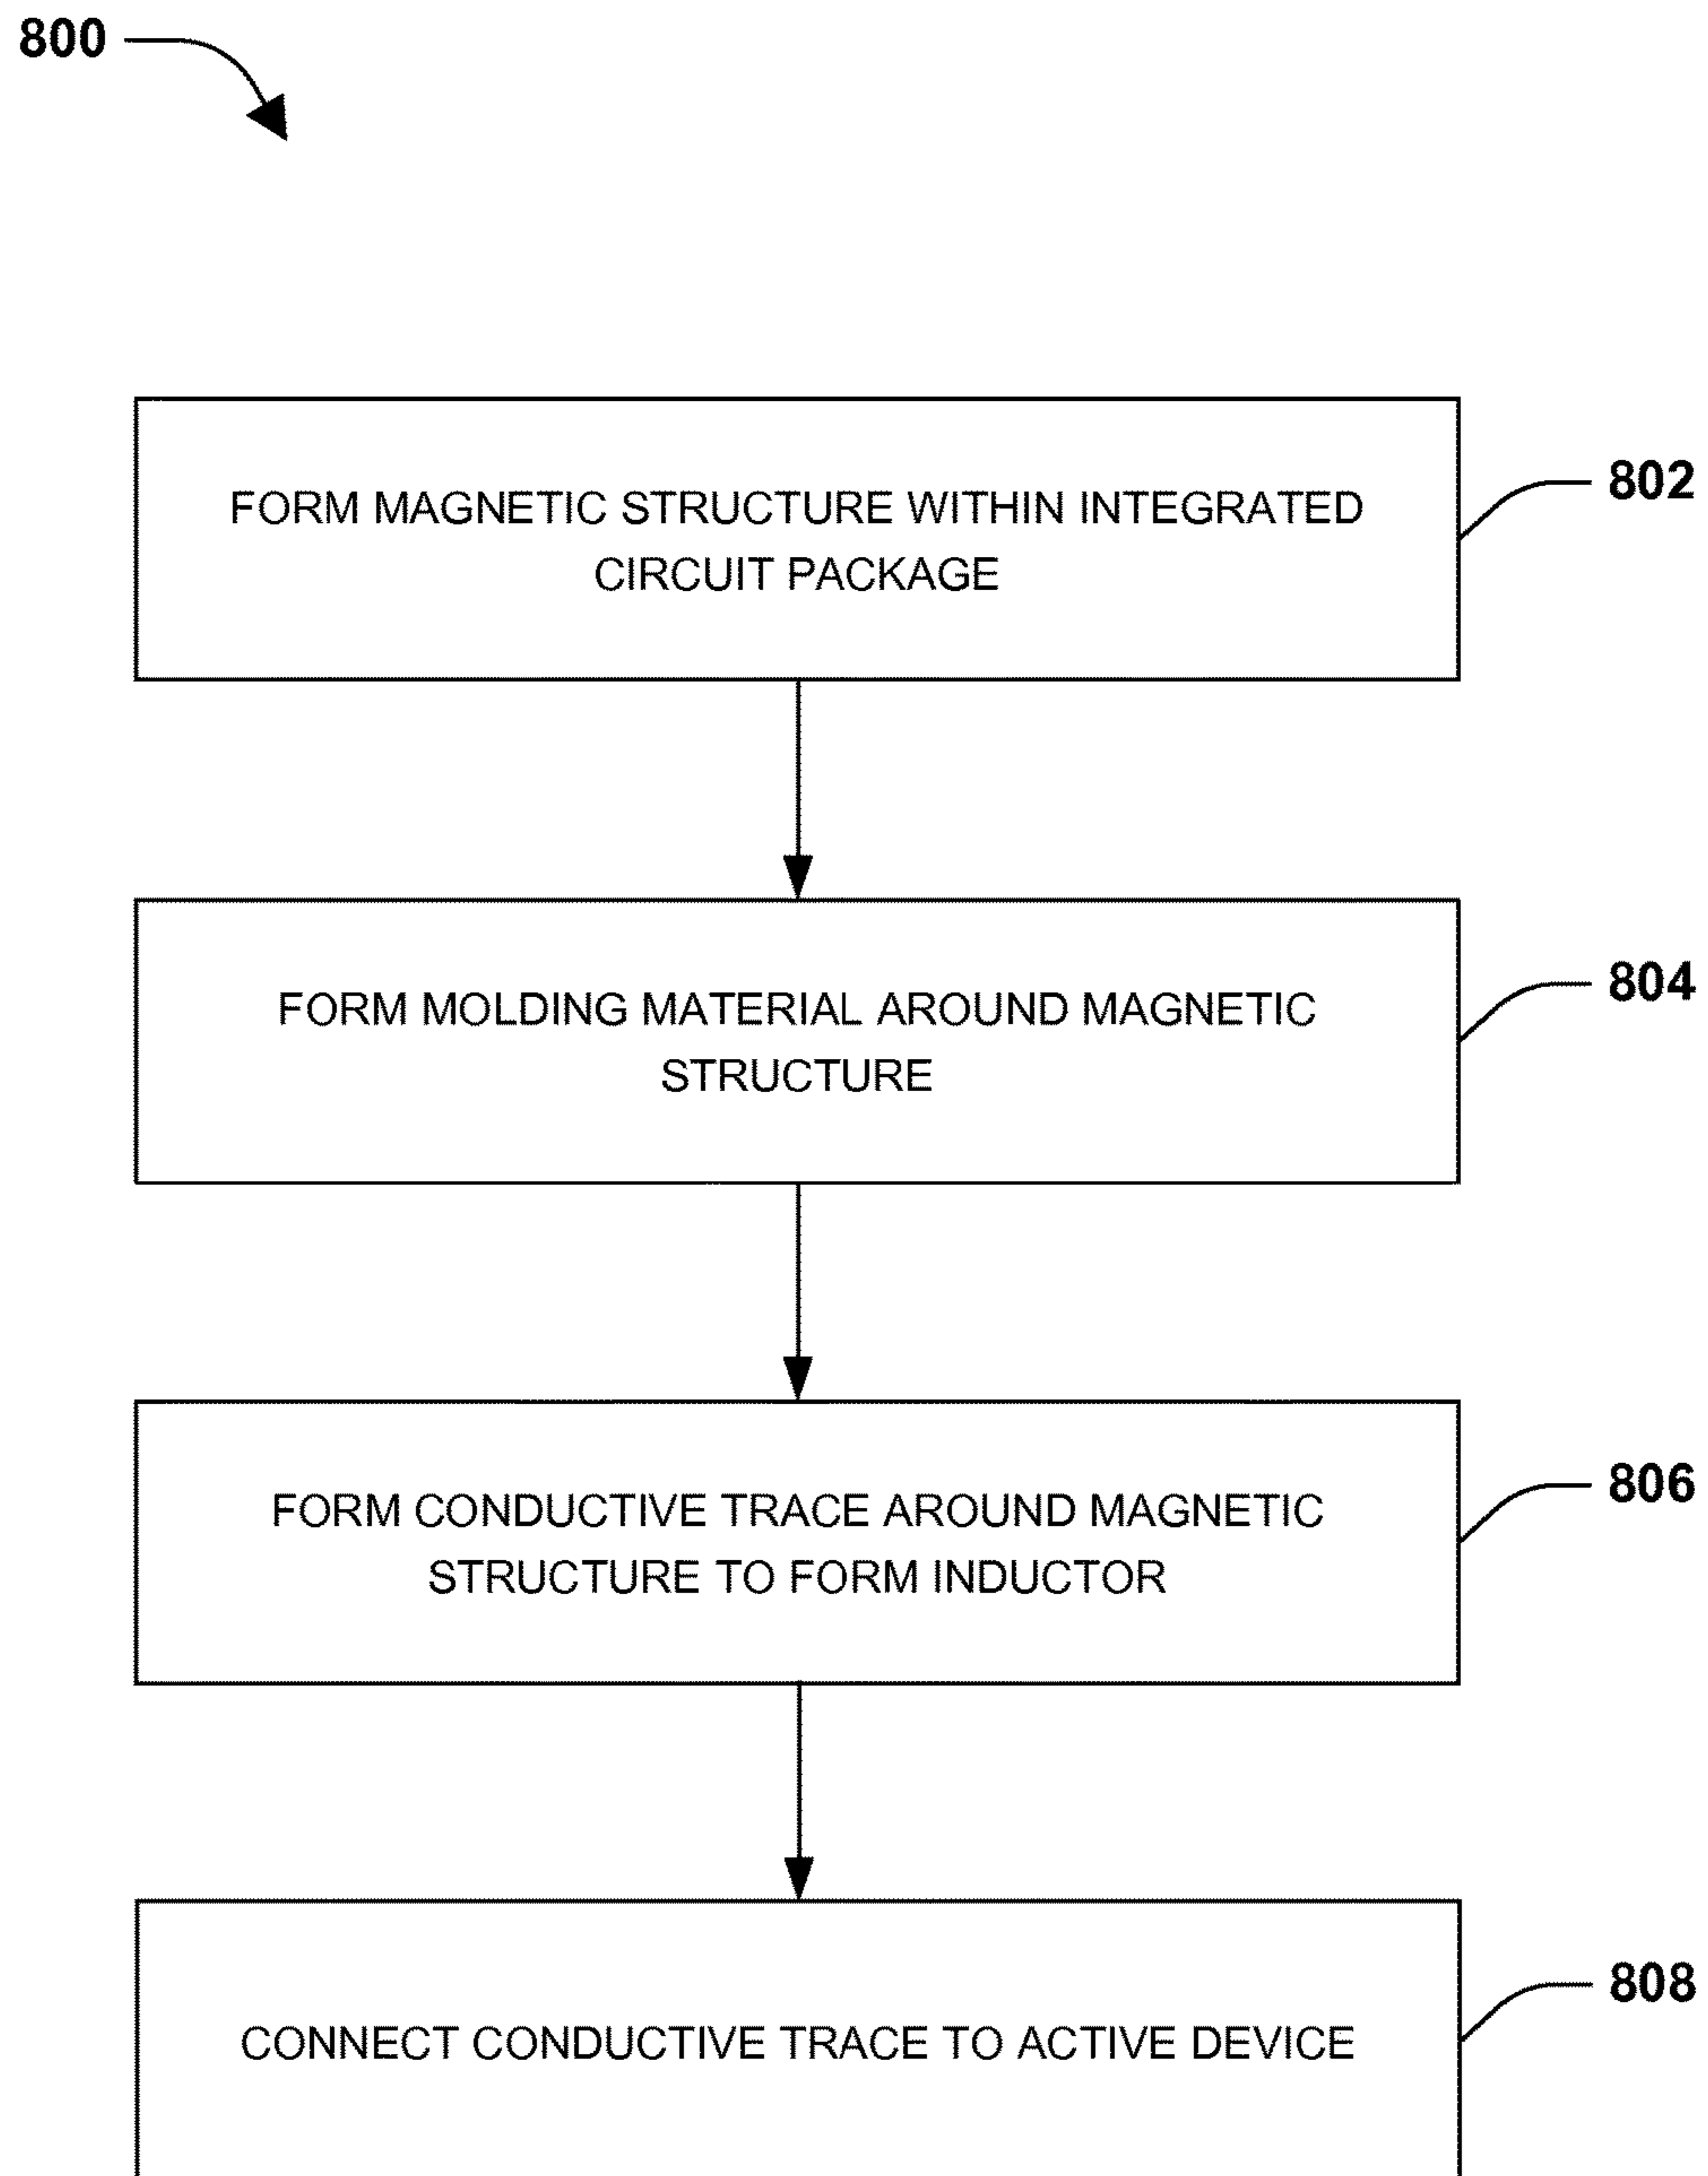 800
FORM MAGNETIC STRUCTURE WITHIN INTEGRATED
CIRCUIT PACKAGE
802
FORM MOLDING MATERIAL AROUND MAGNETIC
STRUCTURE
804
FORM CONDUCTIVE TRACE AROUND MAGNETIC
STRUCTURE TO FORM INDUCTOR
806
CONNECT CONDUCTIVE TRACE TO ACTIVE DEVICE
808